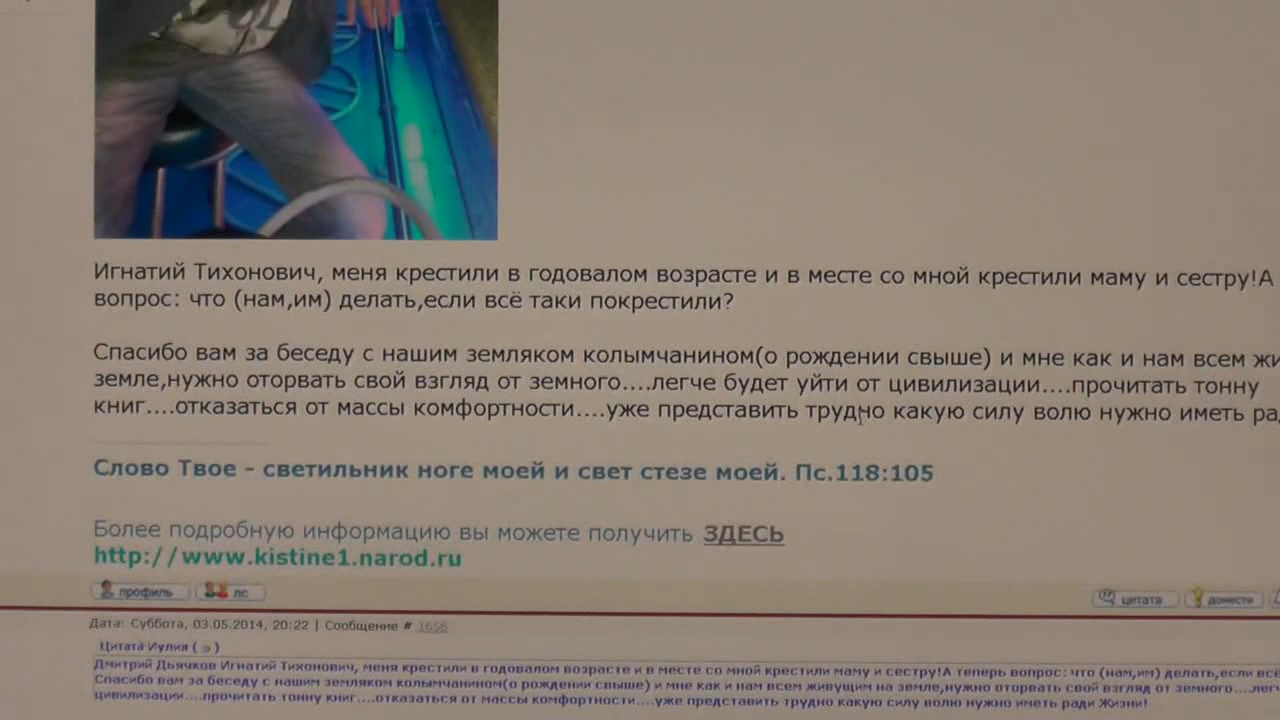 Игнатий Тихонович, меня крестили в годовалом возрасте и в месте со мной крестили маму и сестру!А
вопрос: что (нам,им) делать,если всё таки покрестили?
Спасибо вам за беседу с нашим земляком колымчанином(о рождении свыше) и мне как и нам всем жи
земле,нужно оторвать свой взгляд от земного....легче будет уйти от цивилизации....прочитать тонну
книг....отказаться от массы комфортности....уже представить трудно какую силу волю нужно иметь ра
Слово Твое - светильник ноге моей и свет стезе моей. Пс.118:105
Более подробную информацию вы можете получить ЗДЕСЬ
http://www.kistine1.narod.ru
профиль лс цитата донести
Дата: Суббота, 03.05.2014, 20:22 | Сообщение # 1656
Цитата Иулия ( )
Дмитрий Дьячков Игнатий Тихонович, меня крестили в годовалом возрасте и в месте со мной крестили маму и сестру!А теперь вопрос: что (нам,им) делать,если всё
Спасибо вам за беседу с нашим земляком колымчанином(о рождении свыше) и мне как и нам всем живущим на земле,нужно оторвать свой взгляд от земного....легч
цивилизации....прочитать тонну книг....отказаться от массы комфортности....уже представить трудно какую силу волю нужно иметь ради Жизни!